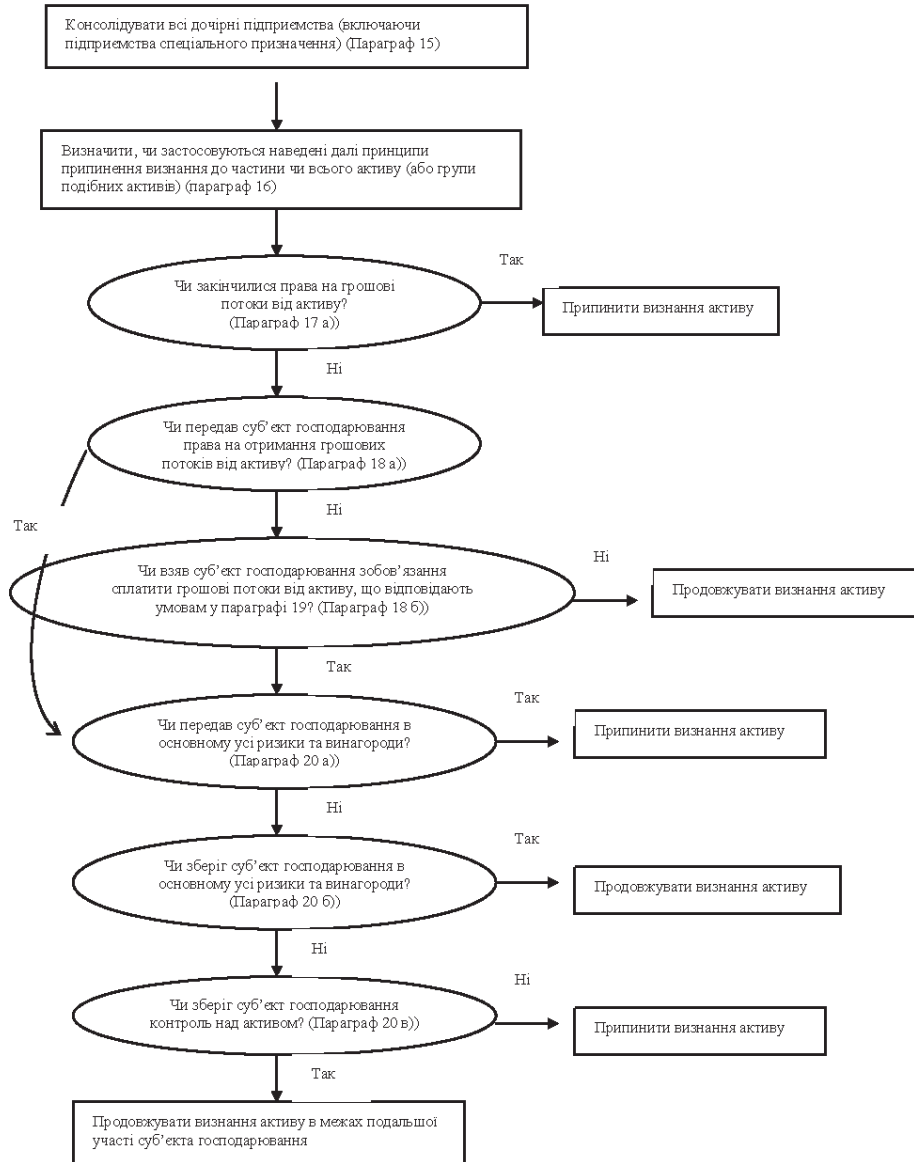 Консолідувати всі дочірні підприємства (включаючи
підприємства спеціального призначення) (Параграф 15)
Визначити, чи застосовуються наведені далі принципи
припинення визнання до частини чи всього активу (або групи
подібних активів) (параграф 16)
Чи закінчилися права на грошові
потоки від активу?
(Параграф 17 а))
Так
Припинити визнання активу
Ні
Чи передав суб’єкт господарювання
права на отримання грошових
потоків від активу? (Параграф 18 а))
Так
Ні
Чи взяв суб’єкт господарювання зобов’язання
сплатити грошові потоки від активу, що відповідають
умовам у параграфі 19? (Параграф 18 б))
Ні
Продовжувати визнання активу
Так
Чи передав суб’єкт господарювання в
основному усі ризики та винагороди?
(Параграф 20 а))
Так
Припинити визнання активу
Ні
Чи зберіг суб’єкт господарювання в
основному усі ризики та винагороди?
(Параграф 20 б))
Так
Продовжувати визнання активу
Ні
Чи зберіг суб’єкт господарювання
контроль над активом? (Параграф 20 в))
Ні
Припинити визнання активу
Так
Продовжувати визнання активу в межах подальшої
участі суб’єкта господарювання